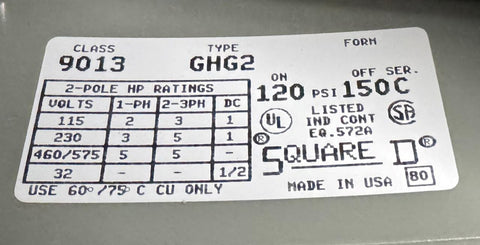 CLASS TYPE FORM
9013 GHG2
ON OFF SER.
120 PSI 150 C
2-POLE HP RATINGS
VOLTS 1-PH 2-3PH DC
115 2 3 1
230 3 5 1
460/575 5 5 -
32 - - 1/2
USE 60°/75° C CU ONLY
UL LISTED SA
IND CONT
EQ.572A
SQUARE D®
MADE IN USA 80